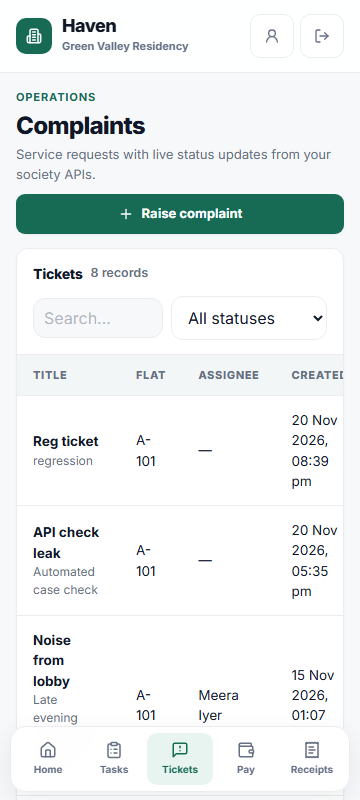 Haven
Green Valley Residency
OPERATIONS
Complaints
Service requests with live status updates from your
society APIs.
+ Raise complaint
Tickets 8 records
Search...
All statuses
TITLE FLAT ASSIGNEE CREATED
Reg ticket
regression
A-
101
—
20 Nov
2026,
08:39
pm
API check
leak
Automated
case check
A-
101
—
20 Nov
2026,
05:35
pm
Noise
from
lobby
Late
evening
A-
101
Meera
Iyer
15 Nov
2026,
01:07
Home
Tasks
Tickets
Pay
Receipts